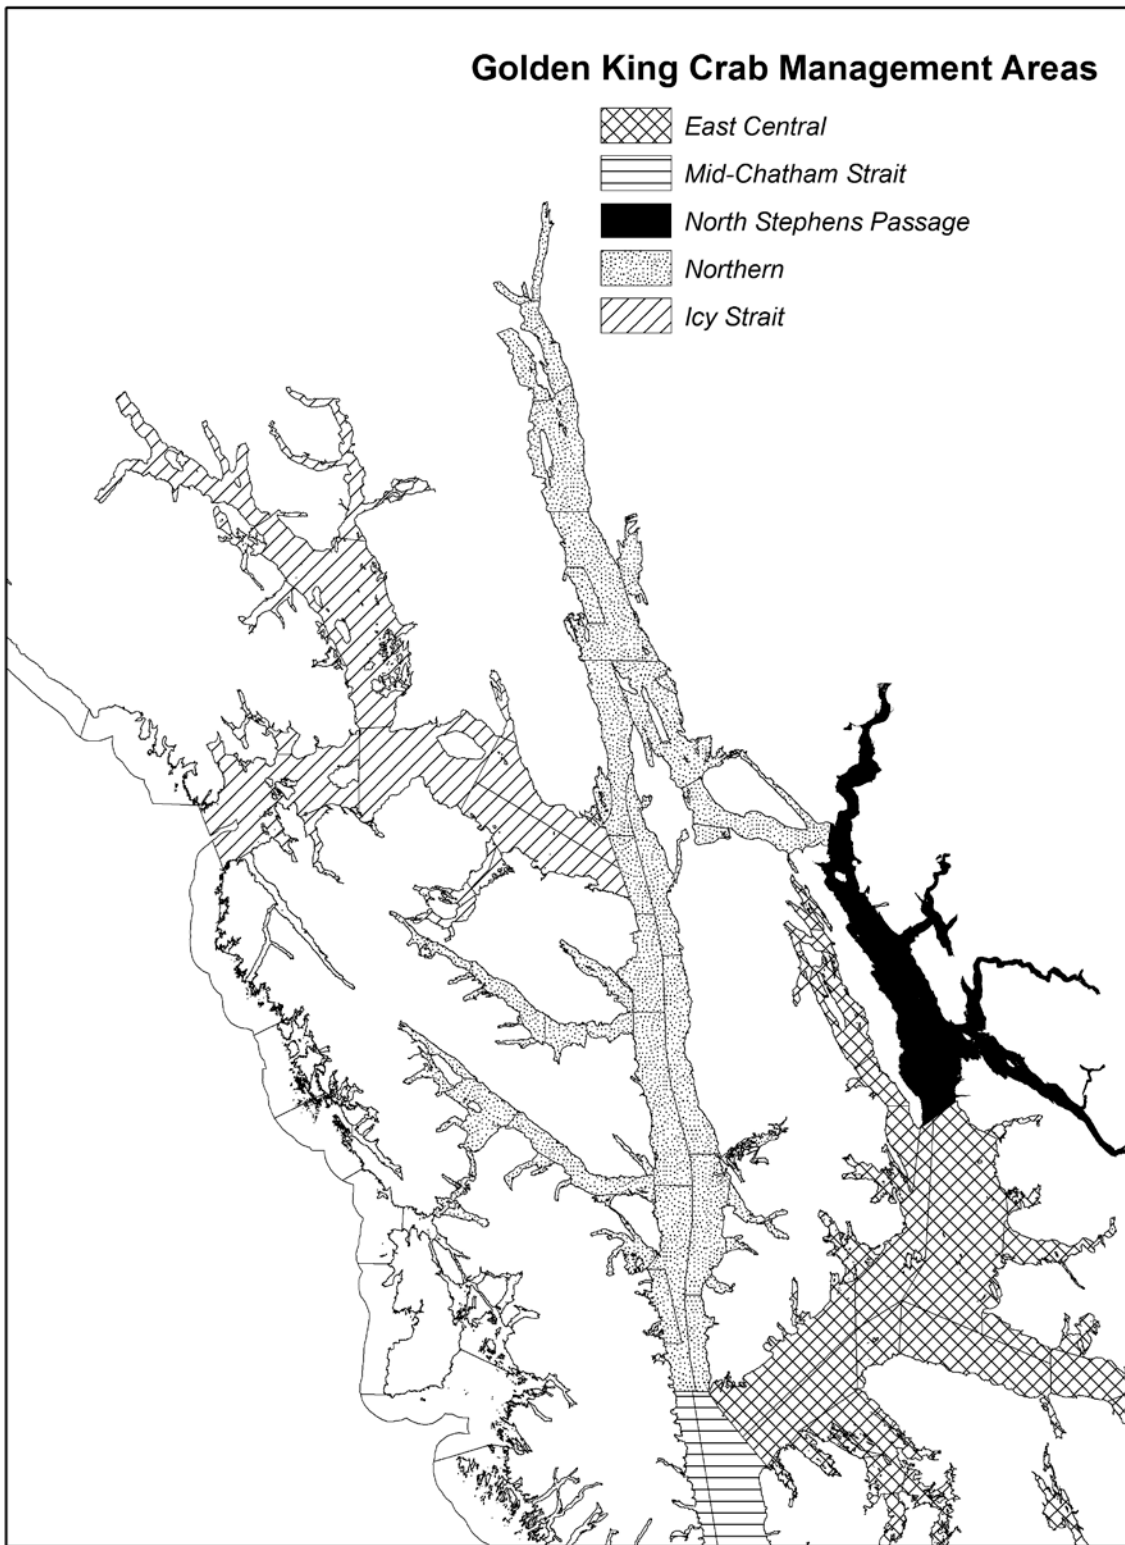 Golden King Crab Management Areas
East Central
Mid-Chatham Strait
North Stephens Passage
Northern
Icy Strait